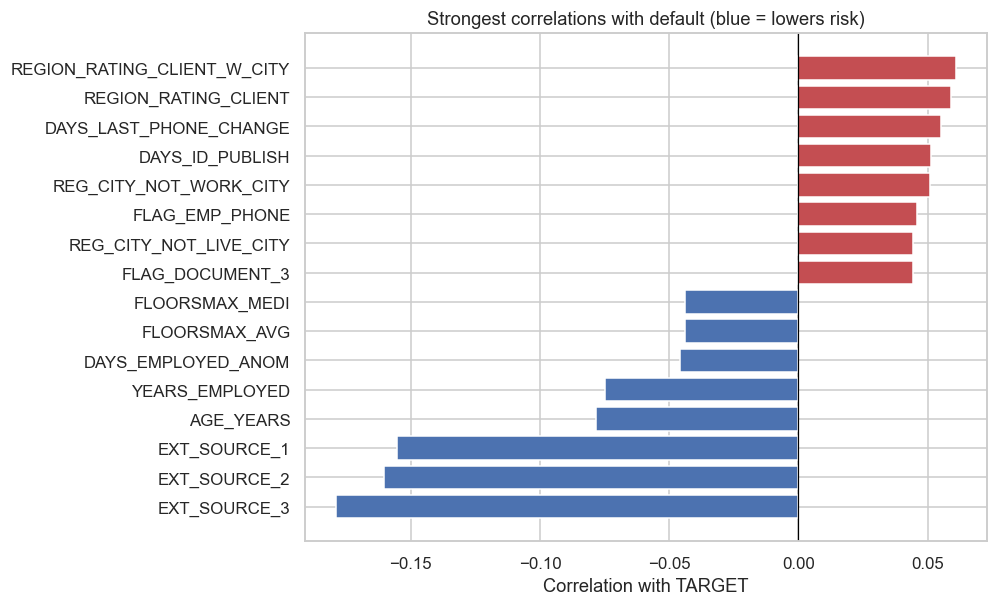 Strongest correlations with default (blue = lowers risk)
REGION_RATING_CLIENT_W_CITY
REGION_RATING_CLIENT
DAYS_LAST_PHONE_CHANGE
DAYS_ID_PUBLISH
REG_CITY_NOT_WORK_CITY
FLAG_EMP_PHONE
REG_CITY_NOT_LIVE_CITY
FLAG_DOCUMENT_3
FLOORSMAX_MEDI
FLOORSMAX_AVG
DAYS_EMPLOYED_ANOM
YEARS_EMPLOYED
AGE_YEARS
EXT_SOURCE_1
EXT_SOURCE_2
EXT_SOURCE_3
−0.15 −0.10 −0.05 0.00 0.05
Correlation with TARGET